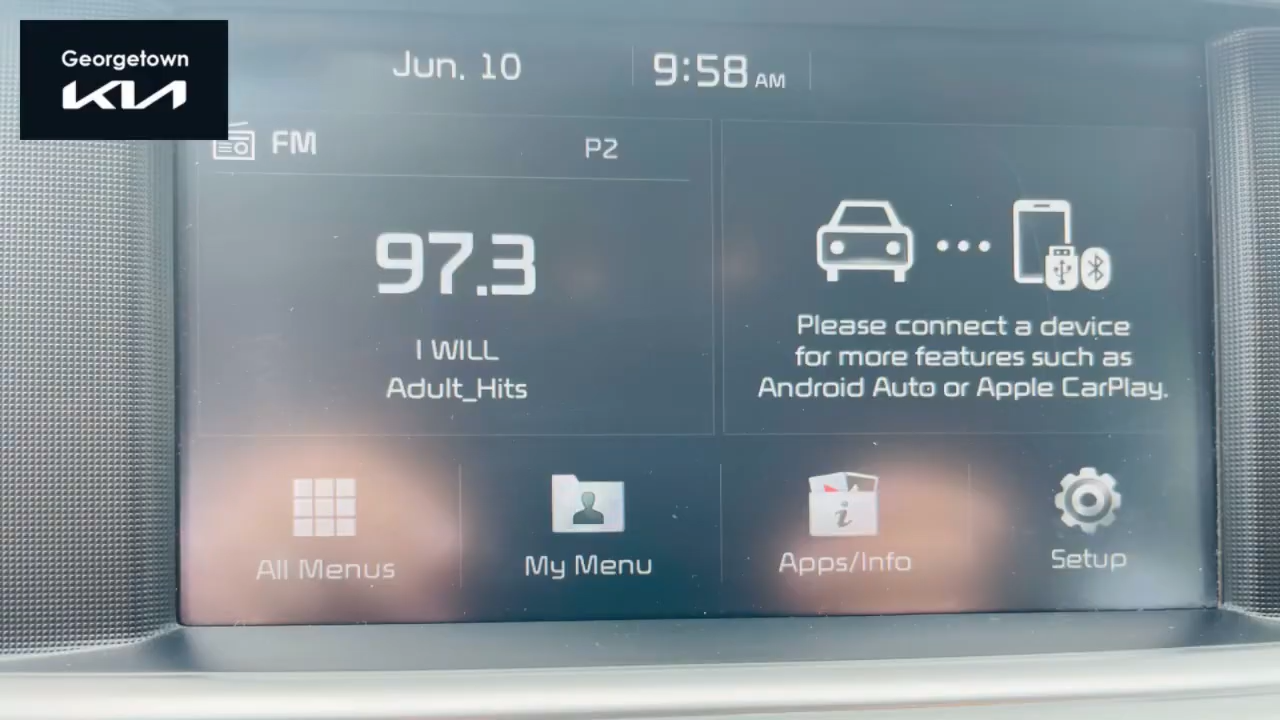 Georgetown
KIA
Jun. 10
9:58 AM
FM
P2
97.3
I WILL
Adult_Hits
Please connect a device
for more features such as
Android Auto or Apple CarPlay.
All Menus
My Menu
Apps/Info
Setup